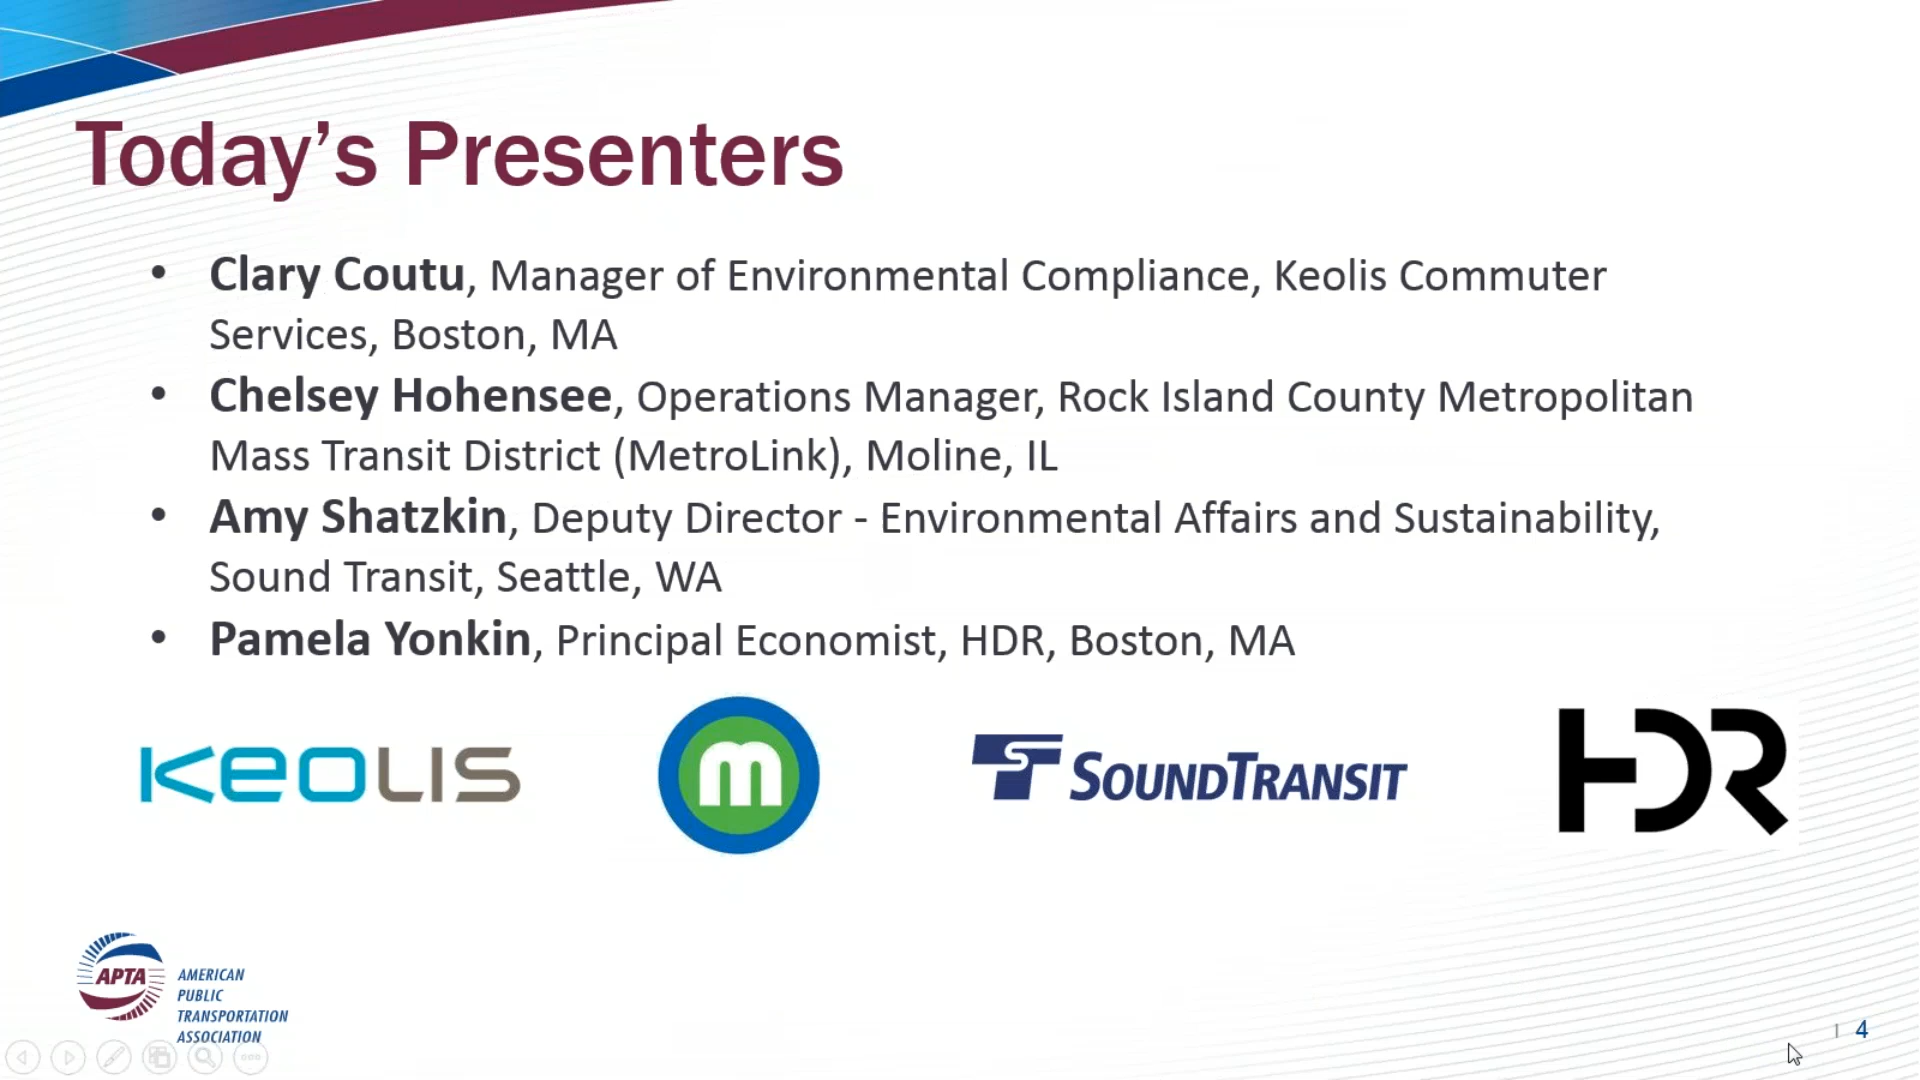 Today’s Presenters
• Clary Coutu, Manager of Environmental Compliance, Keolis Commuter
Services, Boston, MA
• Chelsey Hohensee, Operations Manager, Rock Island County Metropolitan
Mass Transit District (MetroLink), Moline, IL
• Amy Shatzkin, Deputy Director - Environmental Affairs and Sustainability,
Sound Transit, Seattle, WA
• Pamela Yonkin, Principal Economist, HDR, Boston, MA
KEOLIS
m
SOUNDTRANSIT
HDR
APTA
AMERICAN
PUBLIC
TRANSPORTATION
ASSOCIATION
| 4